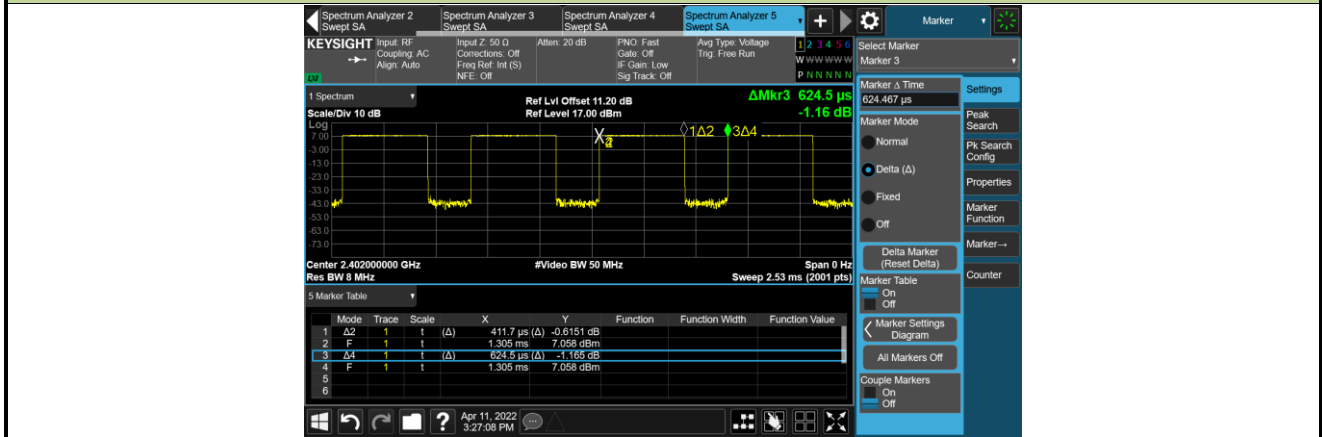 Spectrum Analyzer 2 Spectrum Analyzer 3 Spectrum Analyzer 4 Spectrum Analyzer 5 + Marker
Swept SA Swept SA Swept SA Swept SA
KEYSIGHT Input: RF Input Z: 50 Ω Atten: 20 dB PNO: Fast Avg Type: Voltage 1 2 3 4 5 6 Select Marker
Coupling: AC Corrections: Off Gate: Off Trig: Free Run W W W W W W Marker 3
Align: Auto Freq Ref: Int (S) IF Gain: Low
NFE: Off Sig Track: Off P N N N N N
Marker Δ Time Settings
1 Spectrum Ref Lvl Offset 11.20 dB ΔMkr3 624.5 µs 624.467 µs
Scale/Div 10 dB Ref Level 17.00 dBm -1.16 dB Marker Mode Peak Search
Log
7.00 X2 1Δ2 3Δ4 Normal Pk Search Config
-3.00
-13.0 Delta (Δ)
-23.0 Properties
-33.0 Fixed
-43.0 Marker Function
-53.0 Off
-63.0
-73.0 Marker→
Center 2.402000000 GHz #Video BW 50 MHz Span 0 Hz Delta Marker (Reset Delta)
Res BW 8 MHz Sweep 2.53 ms (2001 pts) Counter
5 Marker Table Marker Table
On
Off
Mode Trace Scale X Y Function Function Width Function Value
1 Δ2 1 t (Δ) 411.7 µs (Δ) -0.6151 dB Marker Settings Diagram
2 F 1 t 1.305 ms 7.058 dBm
3 Δ4 1 t (Δ) 624.5 µs (Δ) -1.165 dB All Markers Off
4 F 1 t 1.305 ms 7.058 dBm
5 Couple Markers
6 On
Off
? Apr 11, 2022
3:27:08 PM